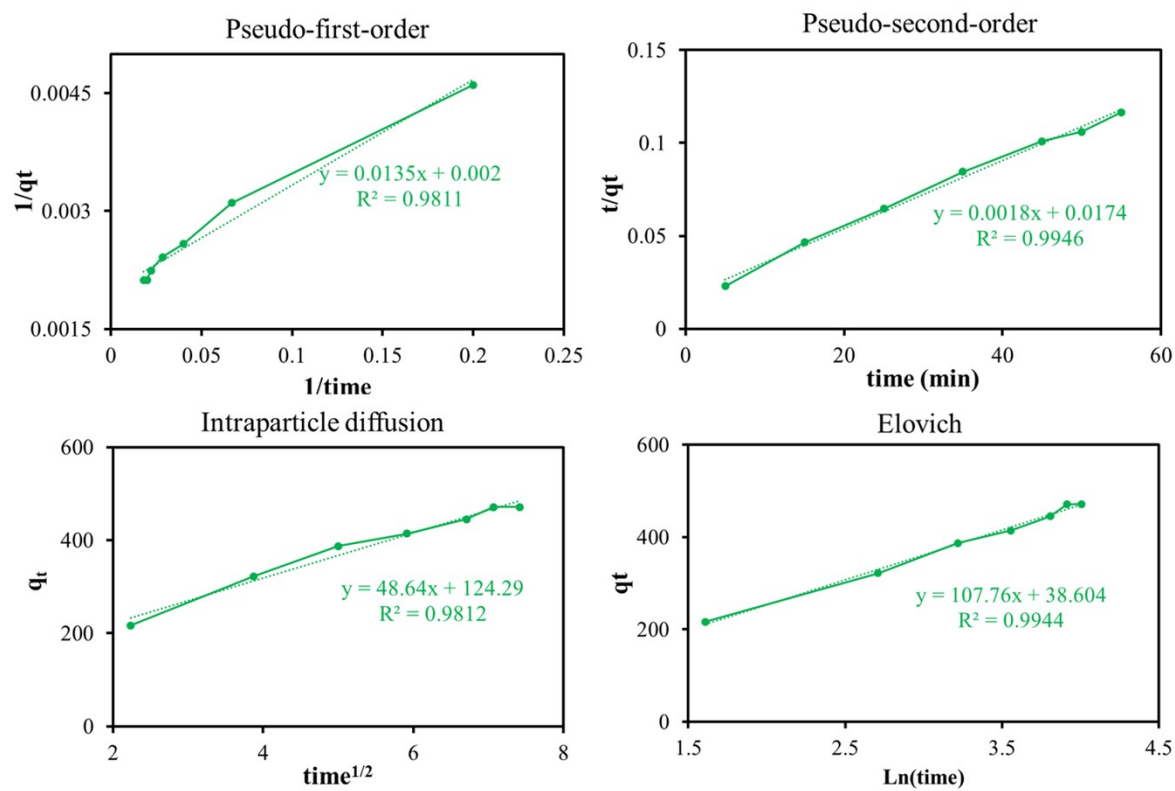 Pseudo-first-order
1/qt
0.0045
0.003
0.0015
y = 0.0135x + 0.002
R² = 0.9811
0 0.05 0.1 0.15 0.2 0.25
1/time
Pseudo-second-order
t/qt
0.15
0.1
0.05
0
y = 0.0018x + 0.0174
R² = 0.9946
0 20 40 60
time (min)
Intraparticle diffusion
qₜ
600
400
200
0
y = 48.64x + 124.29
R² = 0.9812
2 4 6 8
time¹/²
Elovich
qt
600
400
200
0
y = 107.76x + 38.604
R² = 0.9944
1.5 2.5 3.5 4.5
Ln(time)